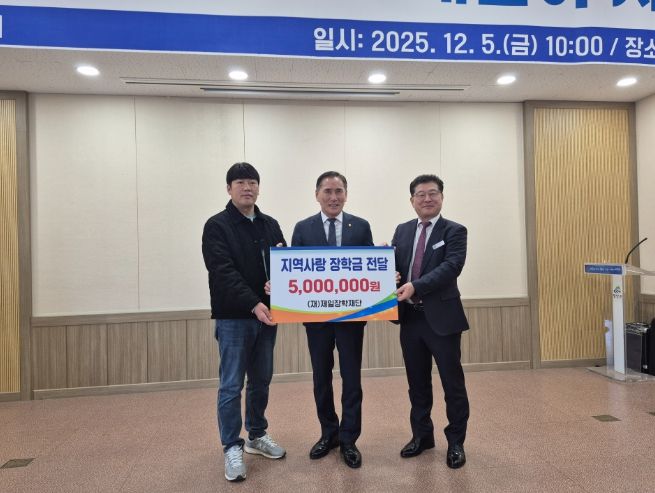 일시: 2025. 12. 5.(금) 10:00 / 장소
지역사랑 장학금 전달
5,000,000원
(재)제일장학재단